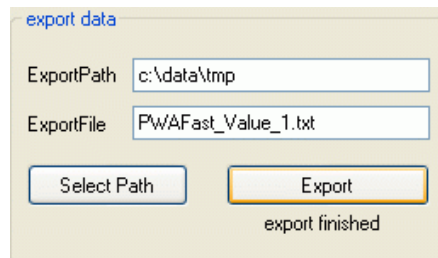 export data
ExportPath c:\data\tmp
ExportFile PWAFast_Value_1.txt
Select Path Export
export finished